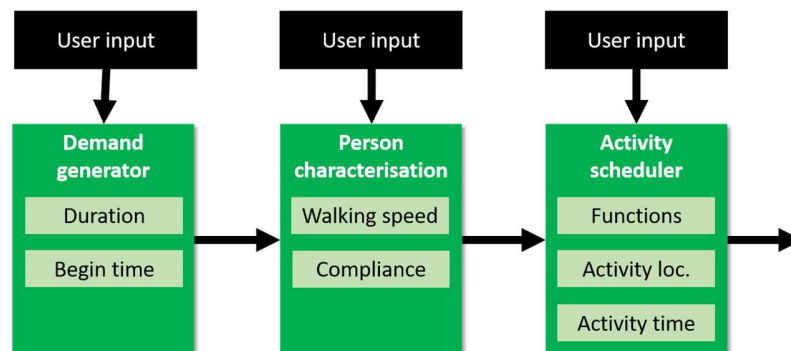 User input
User input
User input
Demand
generator
Duration
Begin time
Person
characterisation
Walking speed
Compliance
Activity
scheduler
Functions
Activity loc.
Activity time